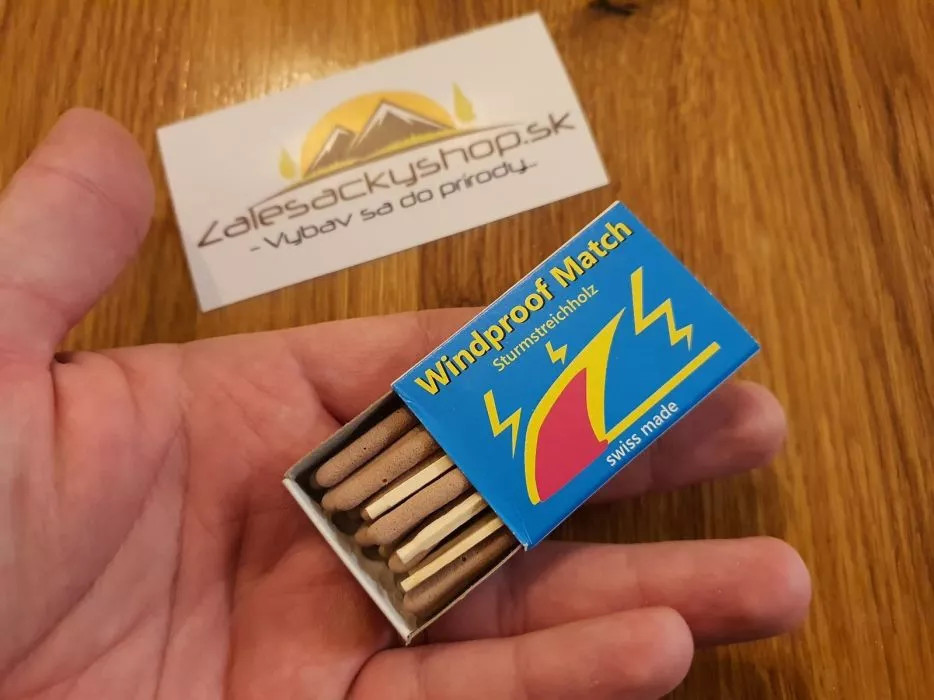 Zalesackyshop.sk
- Vybav sa do prírody...
Windproof Match
Sturmstreichholz
swiss made